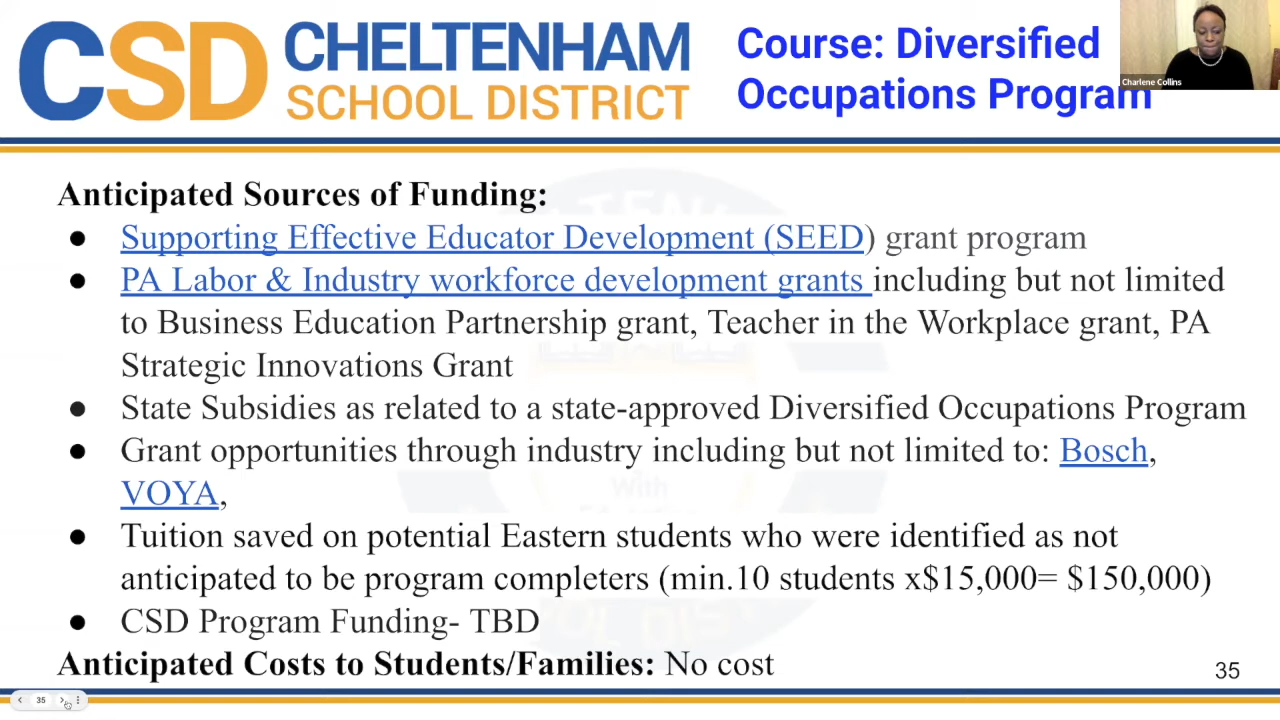 CSD CHELTENHAM
SCHOOL DISTRICT
Course: Diversified
Occupations Program
Charlene Collins
Anticipated Sources of Funding:
● Supporting Effective Educator Development (SEED) grant program
● PA Labor & Industry workforce development grants including but not limited
to Business Education Partnership grant, Teacher in the Workplace grant, PA
Strategic Innovations Grant
● State Subsidies as related to a state-approved Diversified Occupations Program
● Grant opportunities through industry including but not limited to: Bosch,
VOYA,
With
● Tuition saved on potential Eastern students who were identified as not
anticipated to be program completers (min.10 students x$15,000= $150,000)
● CSD Program Funding- TBD
Anticipated Costs to Students/Families: No cost
35
35